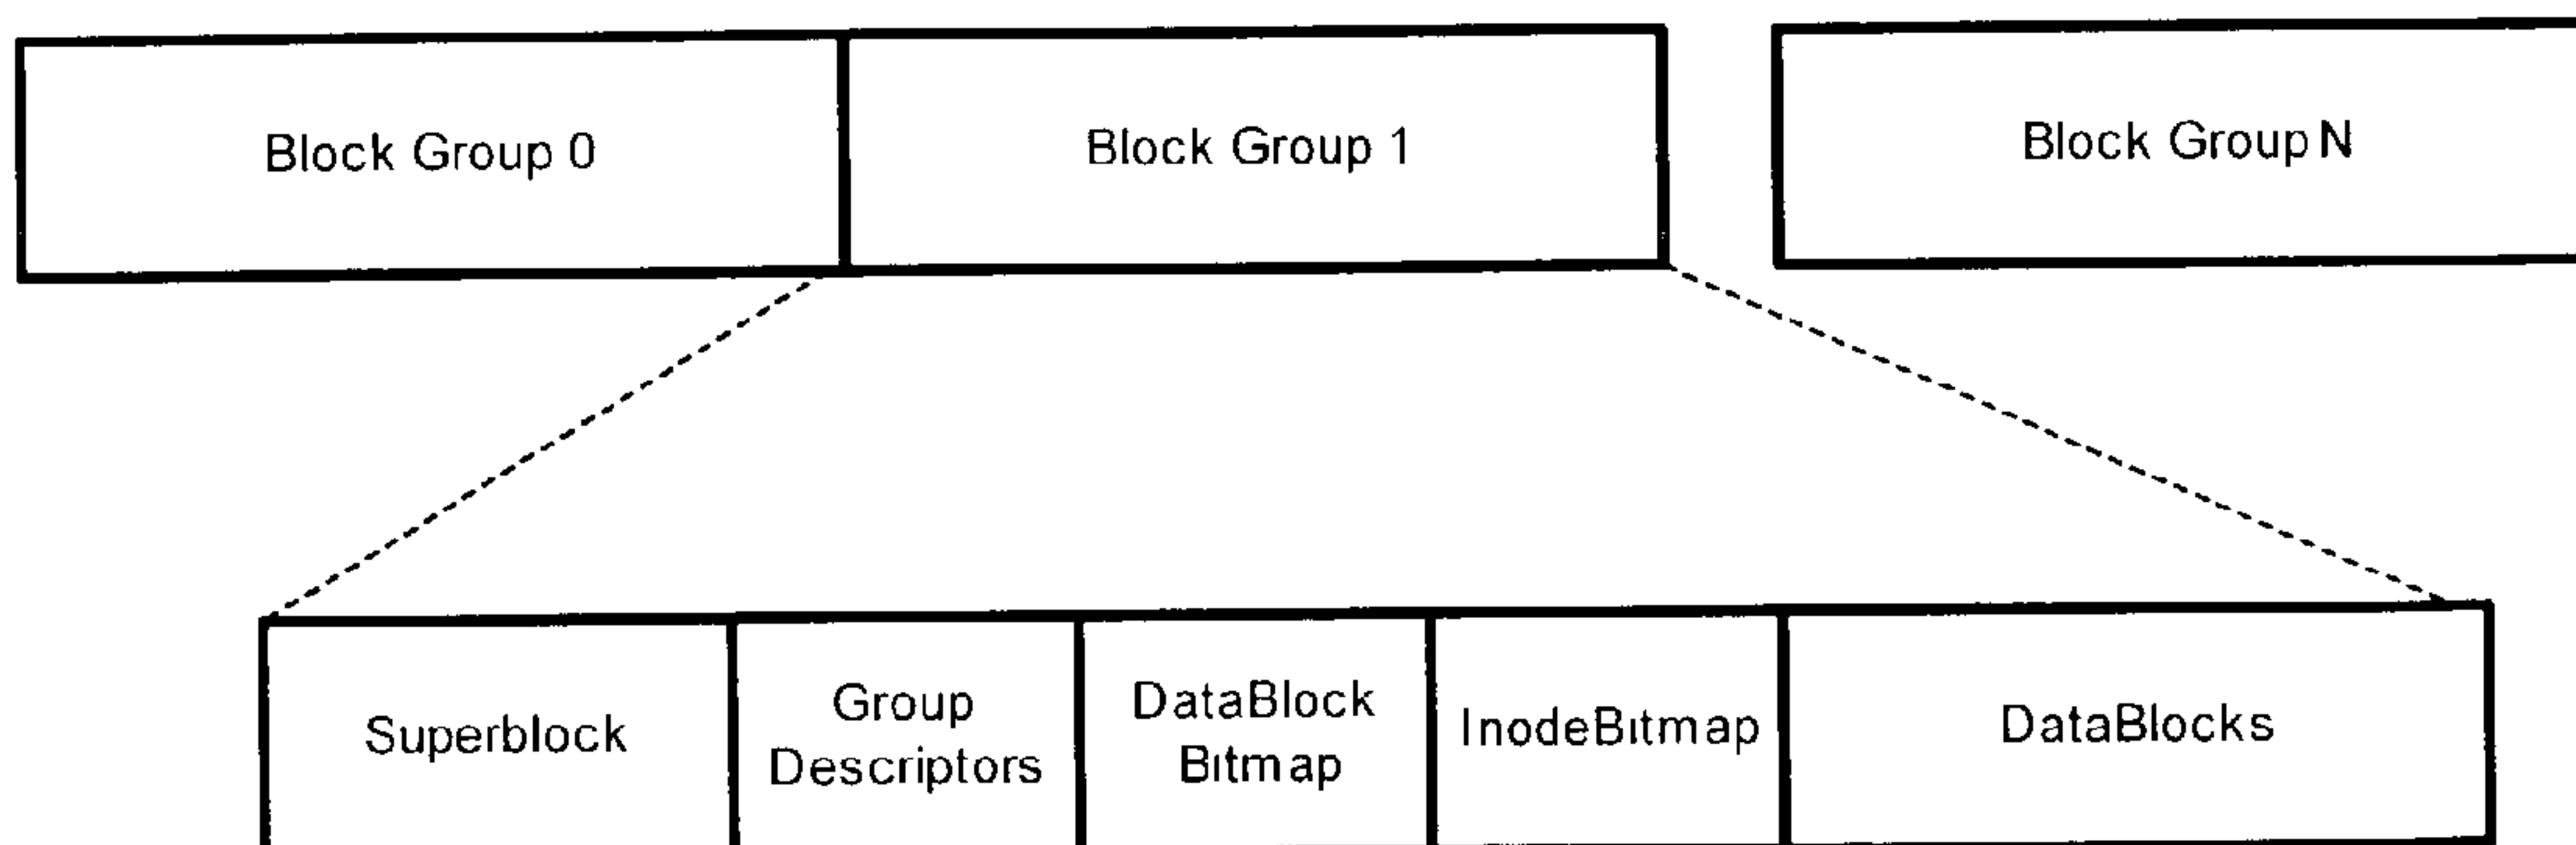 Block Group 0
Block Group 1
Block Group N
Superblock
Group
Descriptors
DataBlock
Bitmap
InodeBitmap
DataBlocks